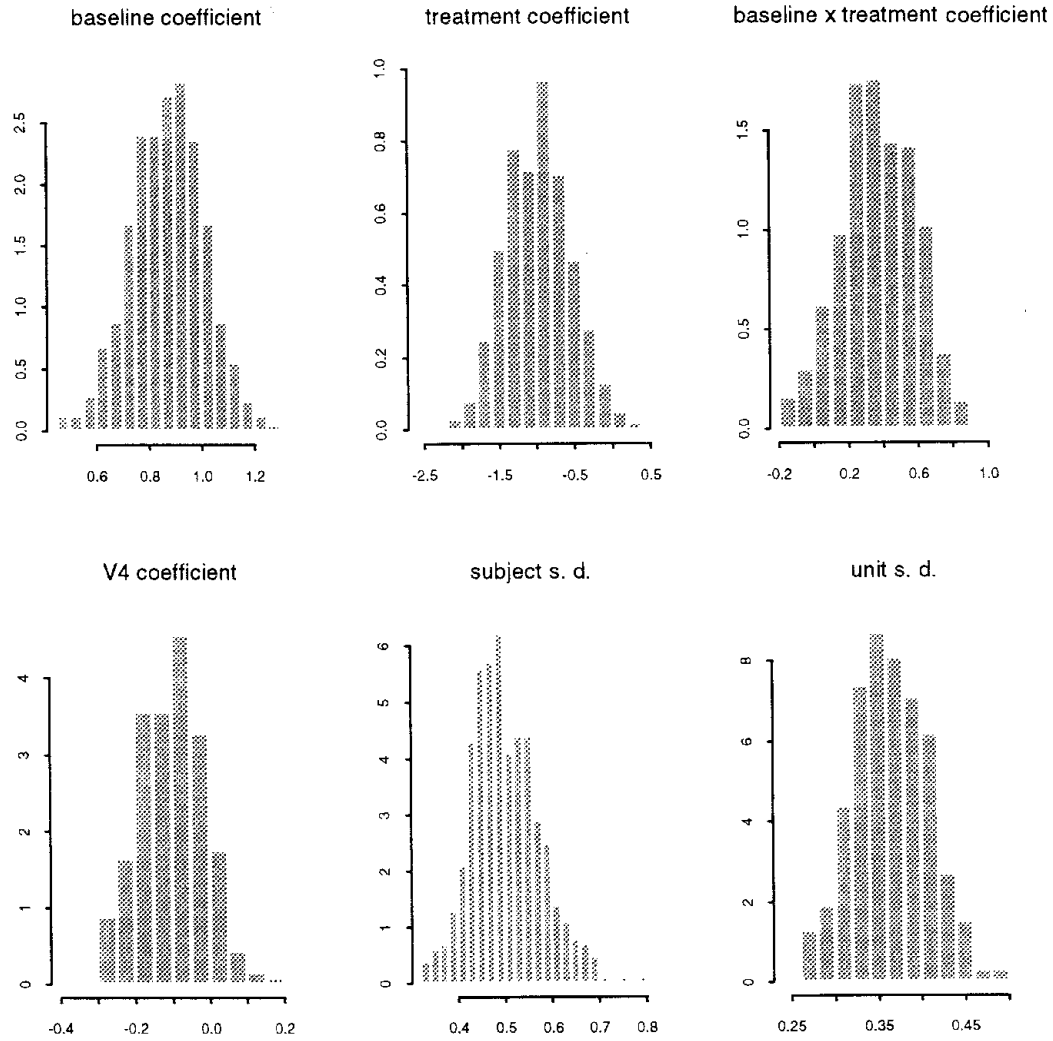 baseline coefficient
treatment coefficient
baseline x treatment coefficient
0.0 0.5 1.0 1.5 2.0 2.5
0.6 0.8 1.0 1.2
0.0 0.2 0.4 0.6 0.8 1.0
-2.5 -1.5 -0.5 0.5
0.0 0.5 1.0 1.5
-0.2 0.2 0.6 1.0
V4 coefficient
subject s. d.
unit s. d.
0 1 2 3 4
-0.4 -0.2 0.0 0.2
0 1 2 3 4 5 6
0.4 0.5 0.6 0.7 0.8
0 2 4 6 8
0.25 0.35 0.45